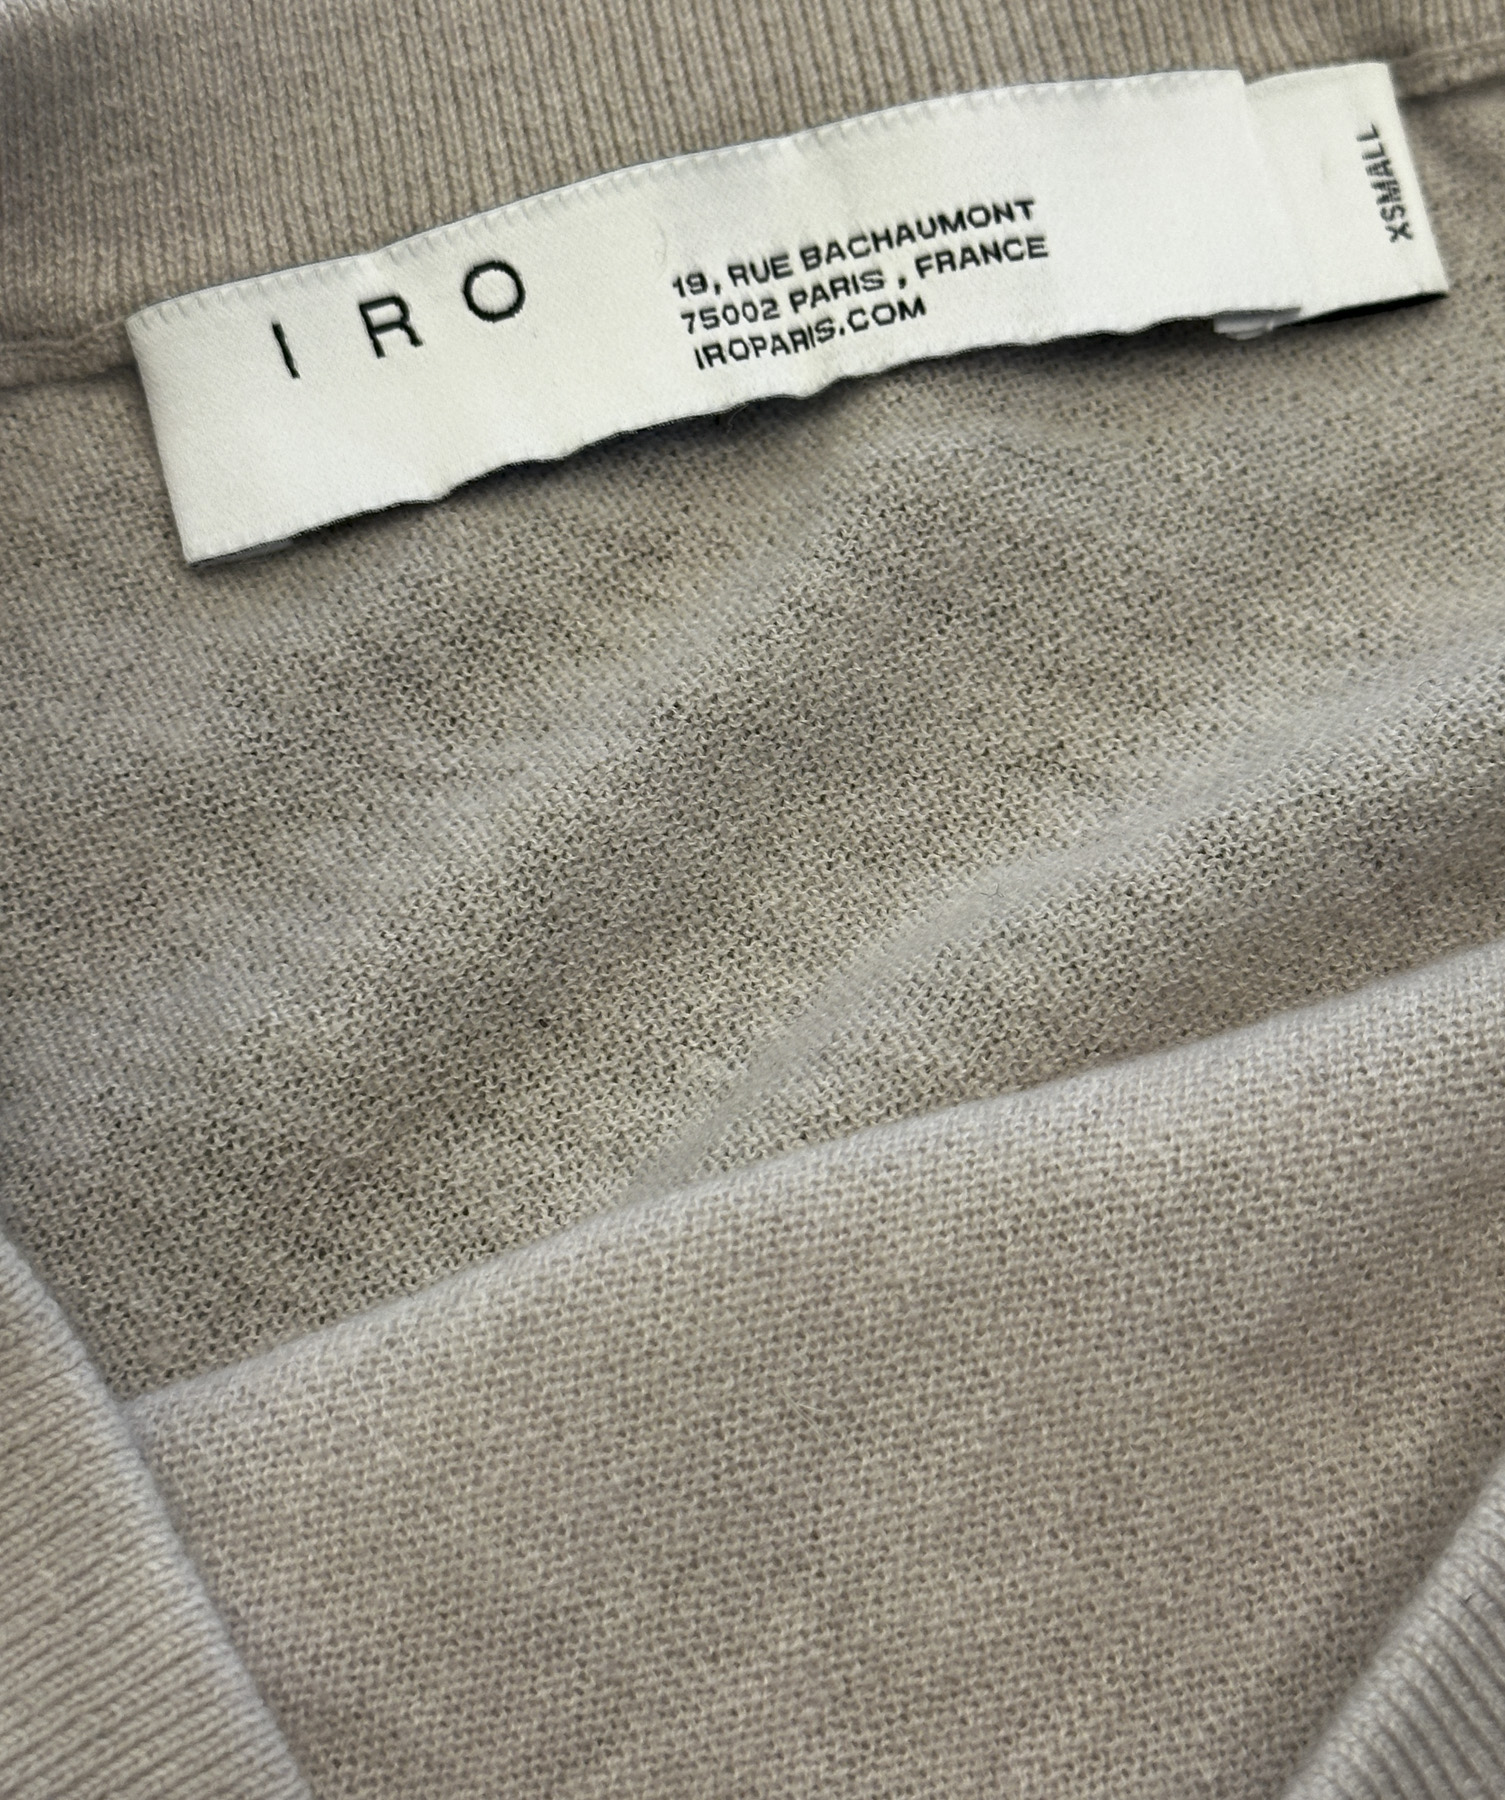 IRO
19, RUE BACHAUMONT
75002 PARIS , FRANCE
IROPARIS.COM
XSMALL